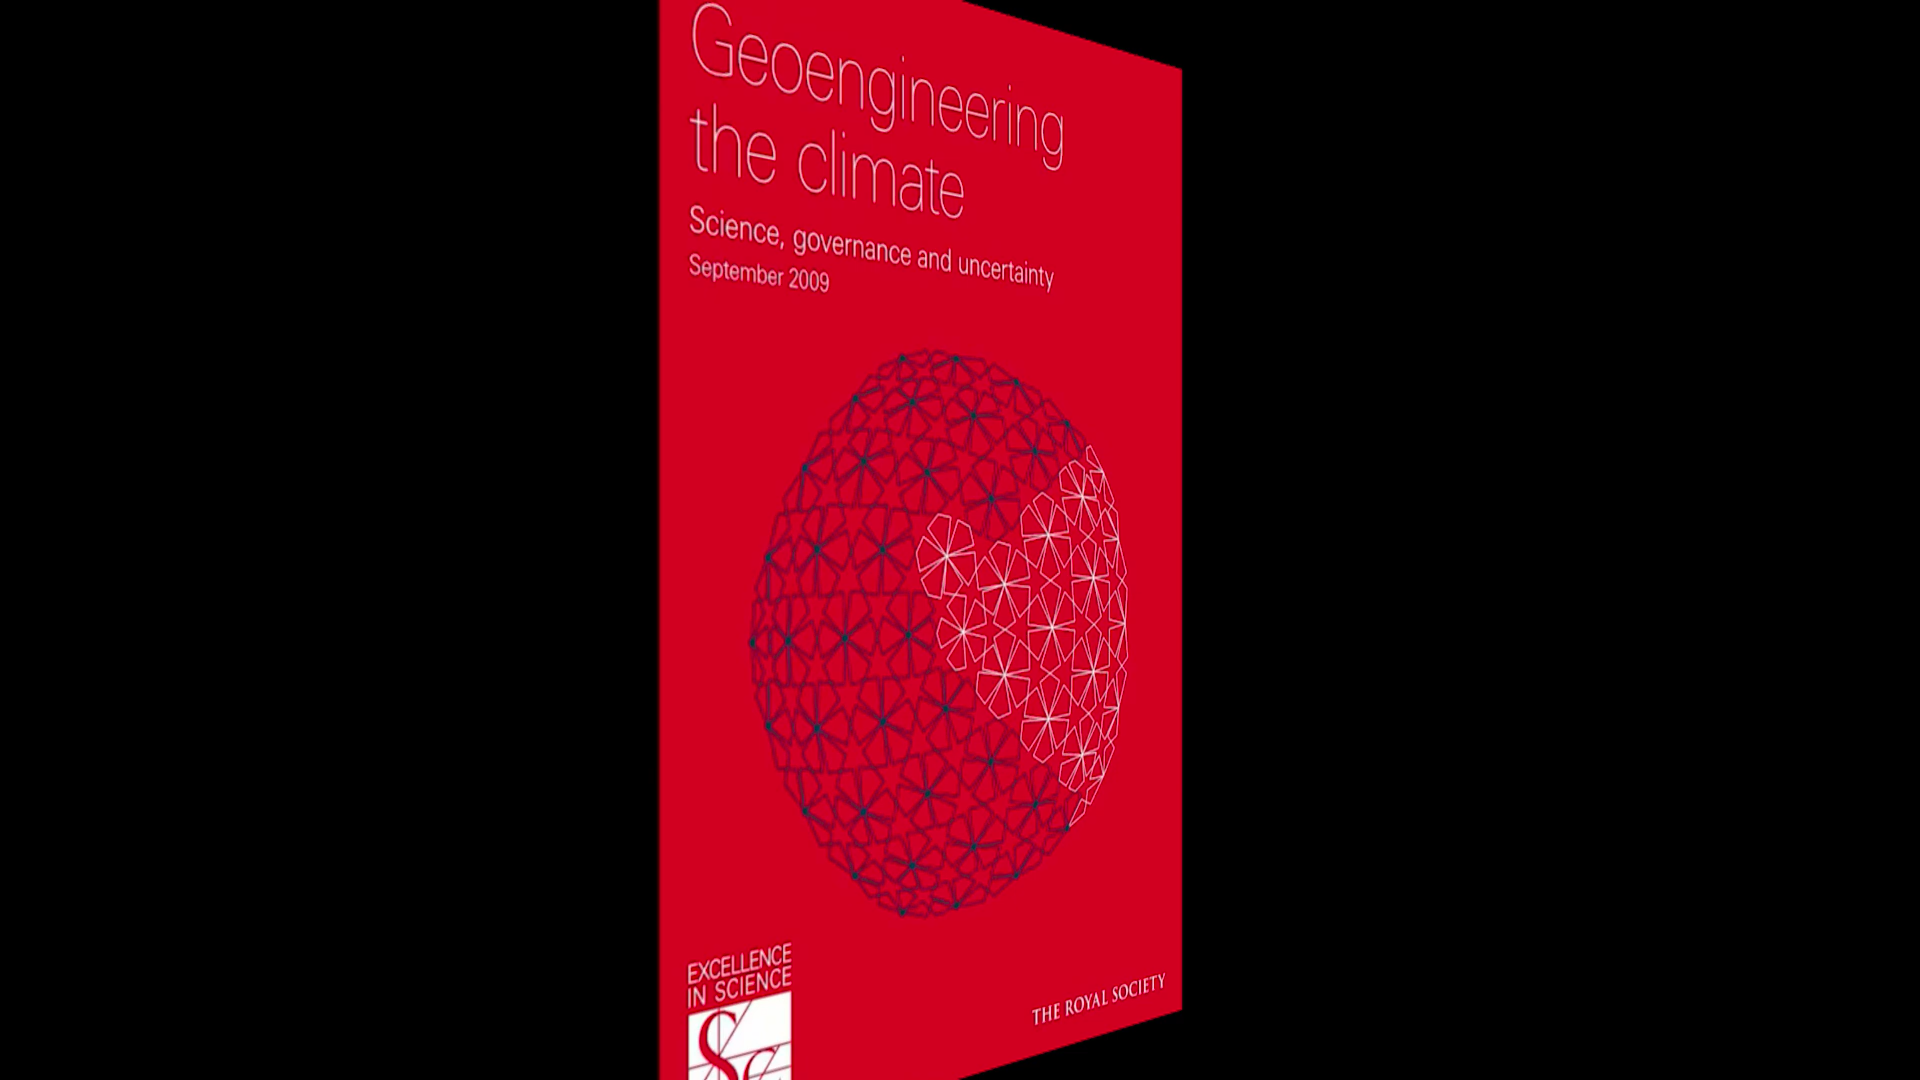 Geoengineering
the climate
Science, governance and uncertainty
September 2009
EXCELLENCE
IN SCIENCE
THE ROYAL SOCIETY